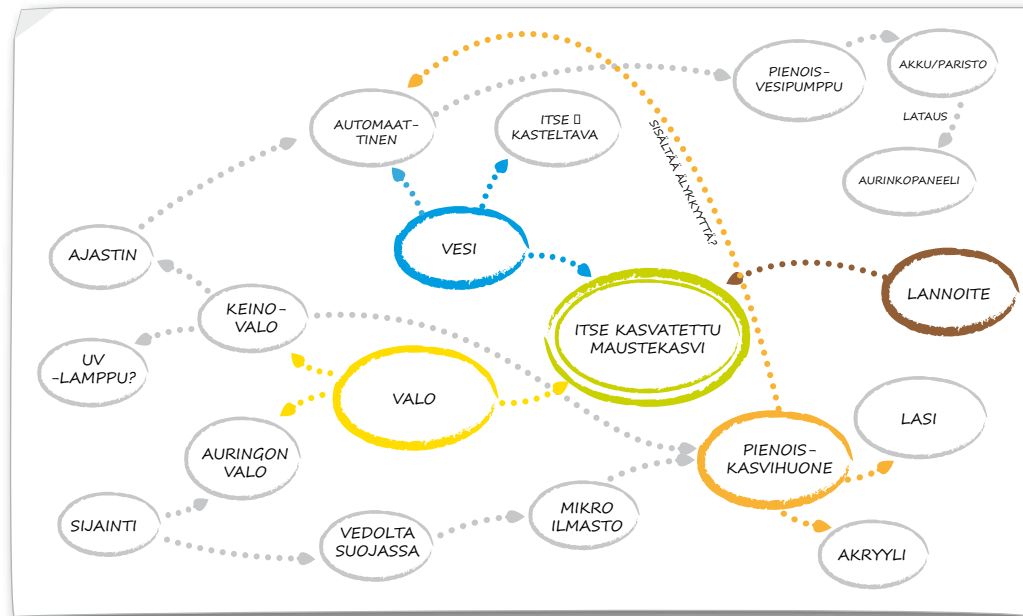 AKKU/PARISTO
PIENOIS-
VESIPUMPPU
LATAUS
AURINKOPANEELI
AUTOMAAT-
TINEN
ITSE
KASTELTAVA
SISÄLTÄÄ ÄLYKKYYTTÄ?
VESI
AJASTIN
LANNOITE
KEINO-
VALO
ITSE KASVATETTU
MAUSTEKASVI
UV
-LAMPPU?
VALO
LASI
AURINGON
VALO
PIENOIS-
KASVIHUONE
SIJAINTI
VEDOLTA
SUOJASSA
MIKRO
ILMASTO
AKRYYLI